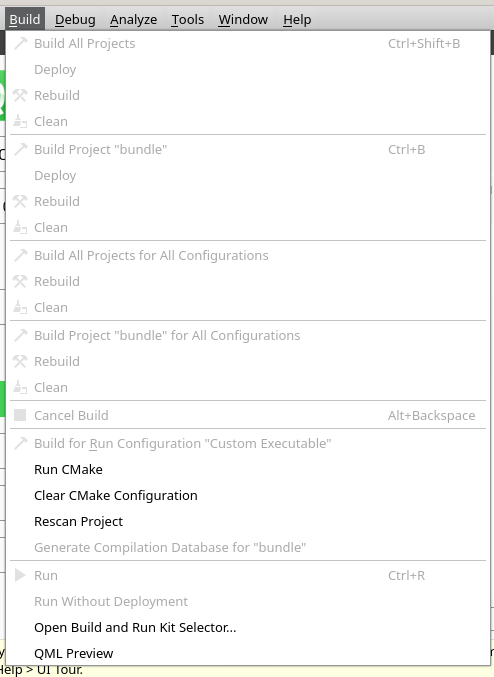 Build Debug Analyze Tools Window Help
Build All Projects Ctrl+Shift+B
Deploy
Rebuild
Clean
Build Project "bundle" Ctrl+B
Deploy
Rebuild
Clean
Build All Projects for All Configurations
Rebuild
Clean
Build Project "bundle" for All Configurations
Rebuild
Clean
Cancel Build Alt+Backspace
Build for Run Configuration "Custom Executable"
Run CMake
Clear CMake Configuration
Rescan Project
Generate Compilation Database for "bundle"
Run Ctrl+R
Run Without Deployment
Open Build and Run Kit Selector...
QML Preview
Help > UI Tour.